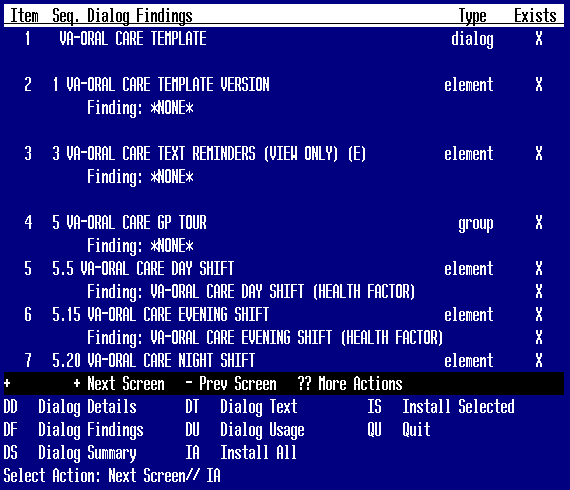 Item  Seq. Dialog Findings  Type  Exists
1  VA-ORAL CARE TEMPLATE  dialog  X
2  1 VA-ORAL CARE TEMPLATE VERSION  element  X
Finding: *NONE*
3  3 VA-ORAL CARE TEXT REMINDERS (VIEW ONLY) (E)  element  X
Finding: *NONE*
4  5 VA-ORAL CARE GP TOUR  group  X
Finding: *NONE*
5  5.5 VA-ORAL CARE DAY SHIFT  element  X
Finding: VA-ORAL CARE DAY SHIFT (HEALTH FACTOR)  X
6  5.15 VA-ORAL CARE EVENING SHIFT  element  X
Finding: VA-ORAL CARE EVENING SHIFT (HEALTH FACTOR)  X
7  5.20 VA-ORAL CARE NIGHT SHIFT  element  X
+  + Next Screen  - Prev Screen  ?? More Actions
DD  Dialog Details  DT  Dialog Text  IS  Install Selected
DF  Dialog Findings  DU  Dialog Usage  QU  Quit
DS  Dialog Summary  IA  Install All
Select Action: Next Screen// IA